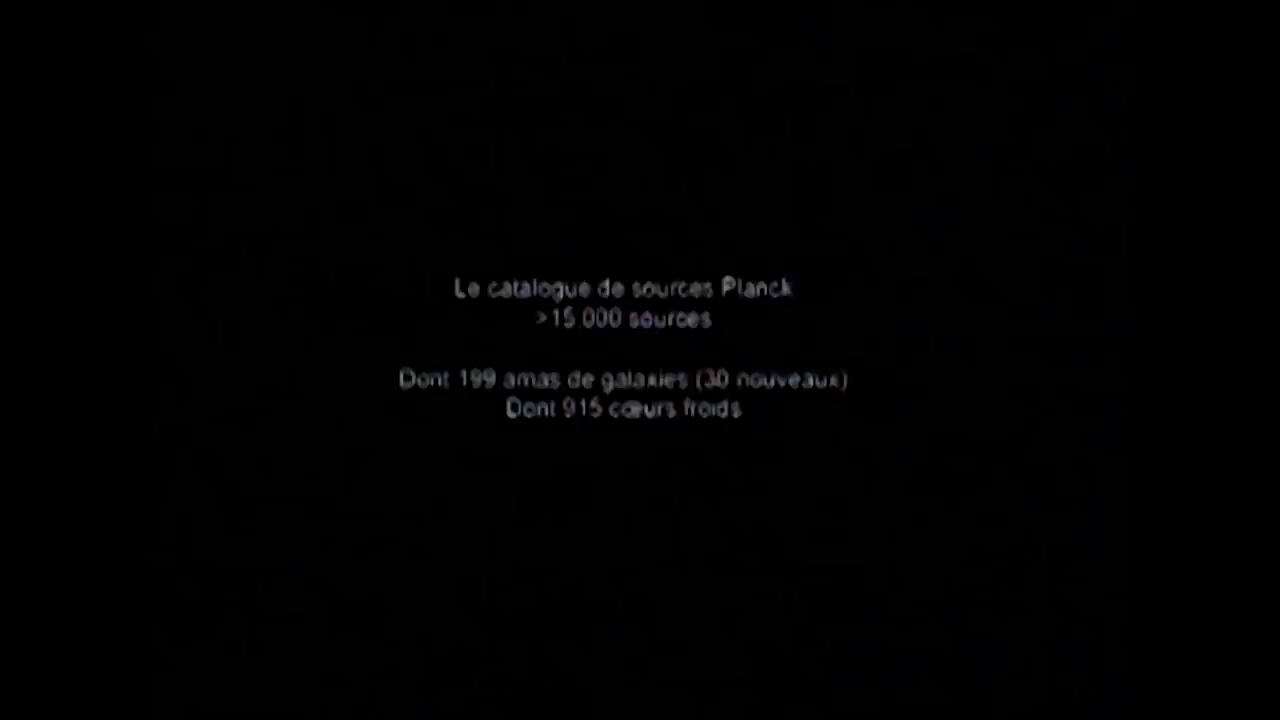 Le catalogue de sources Planck
>15.000 sources
Dont 199 amas de galaxies (30 nouveaux)
Dont 915 cœurs froids